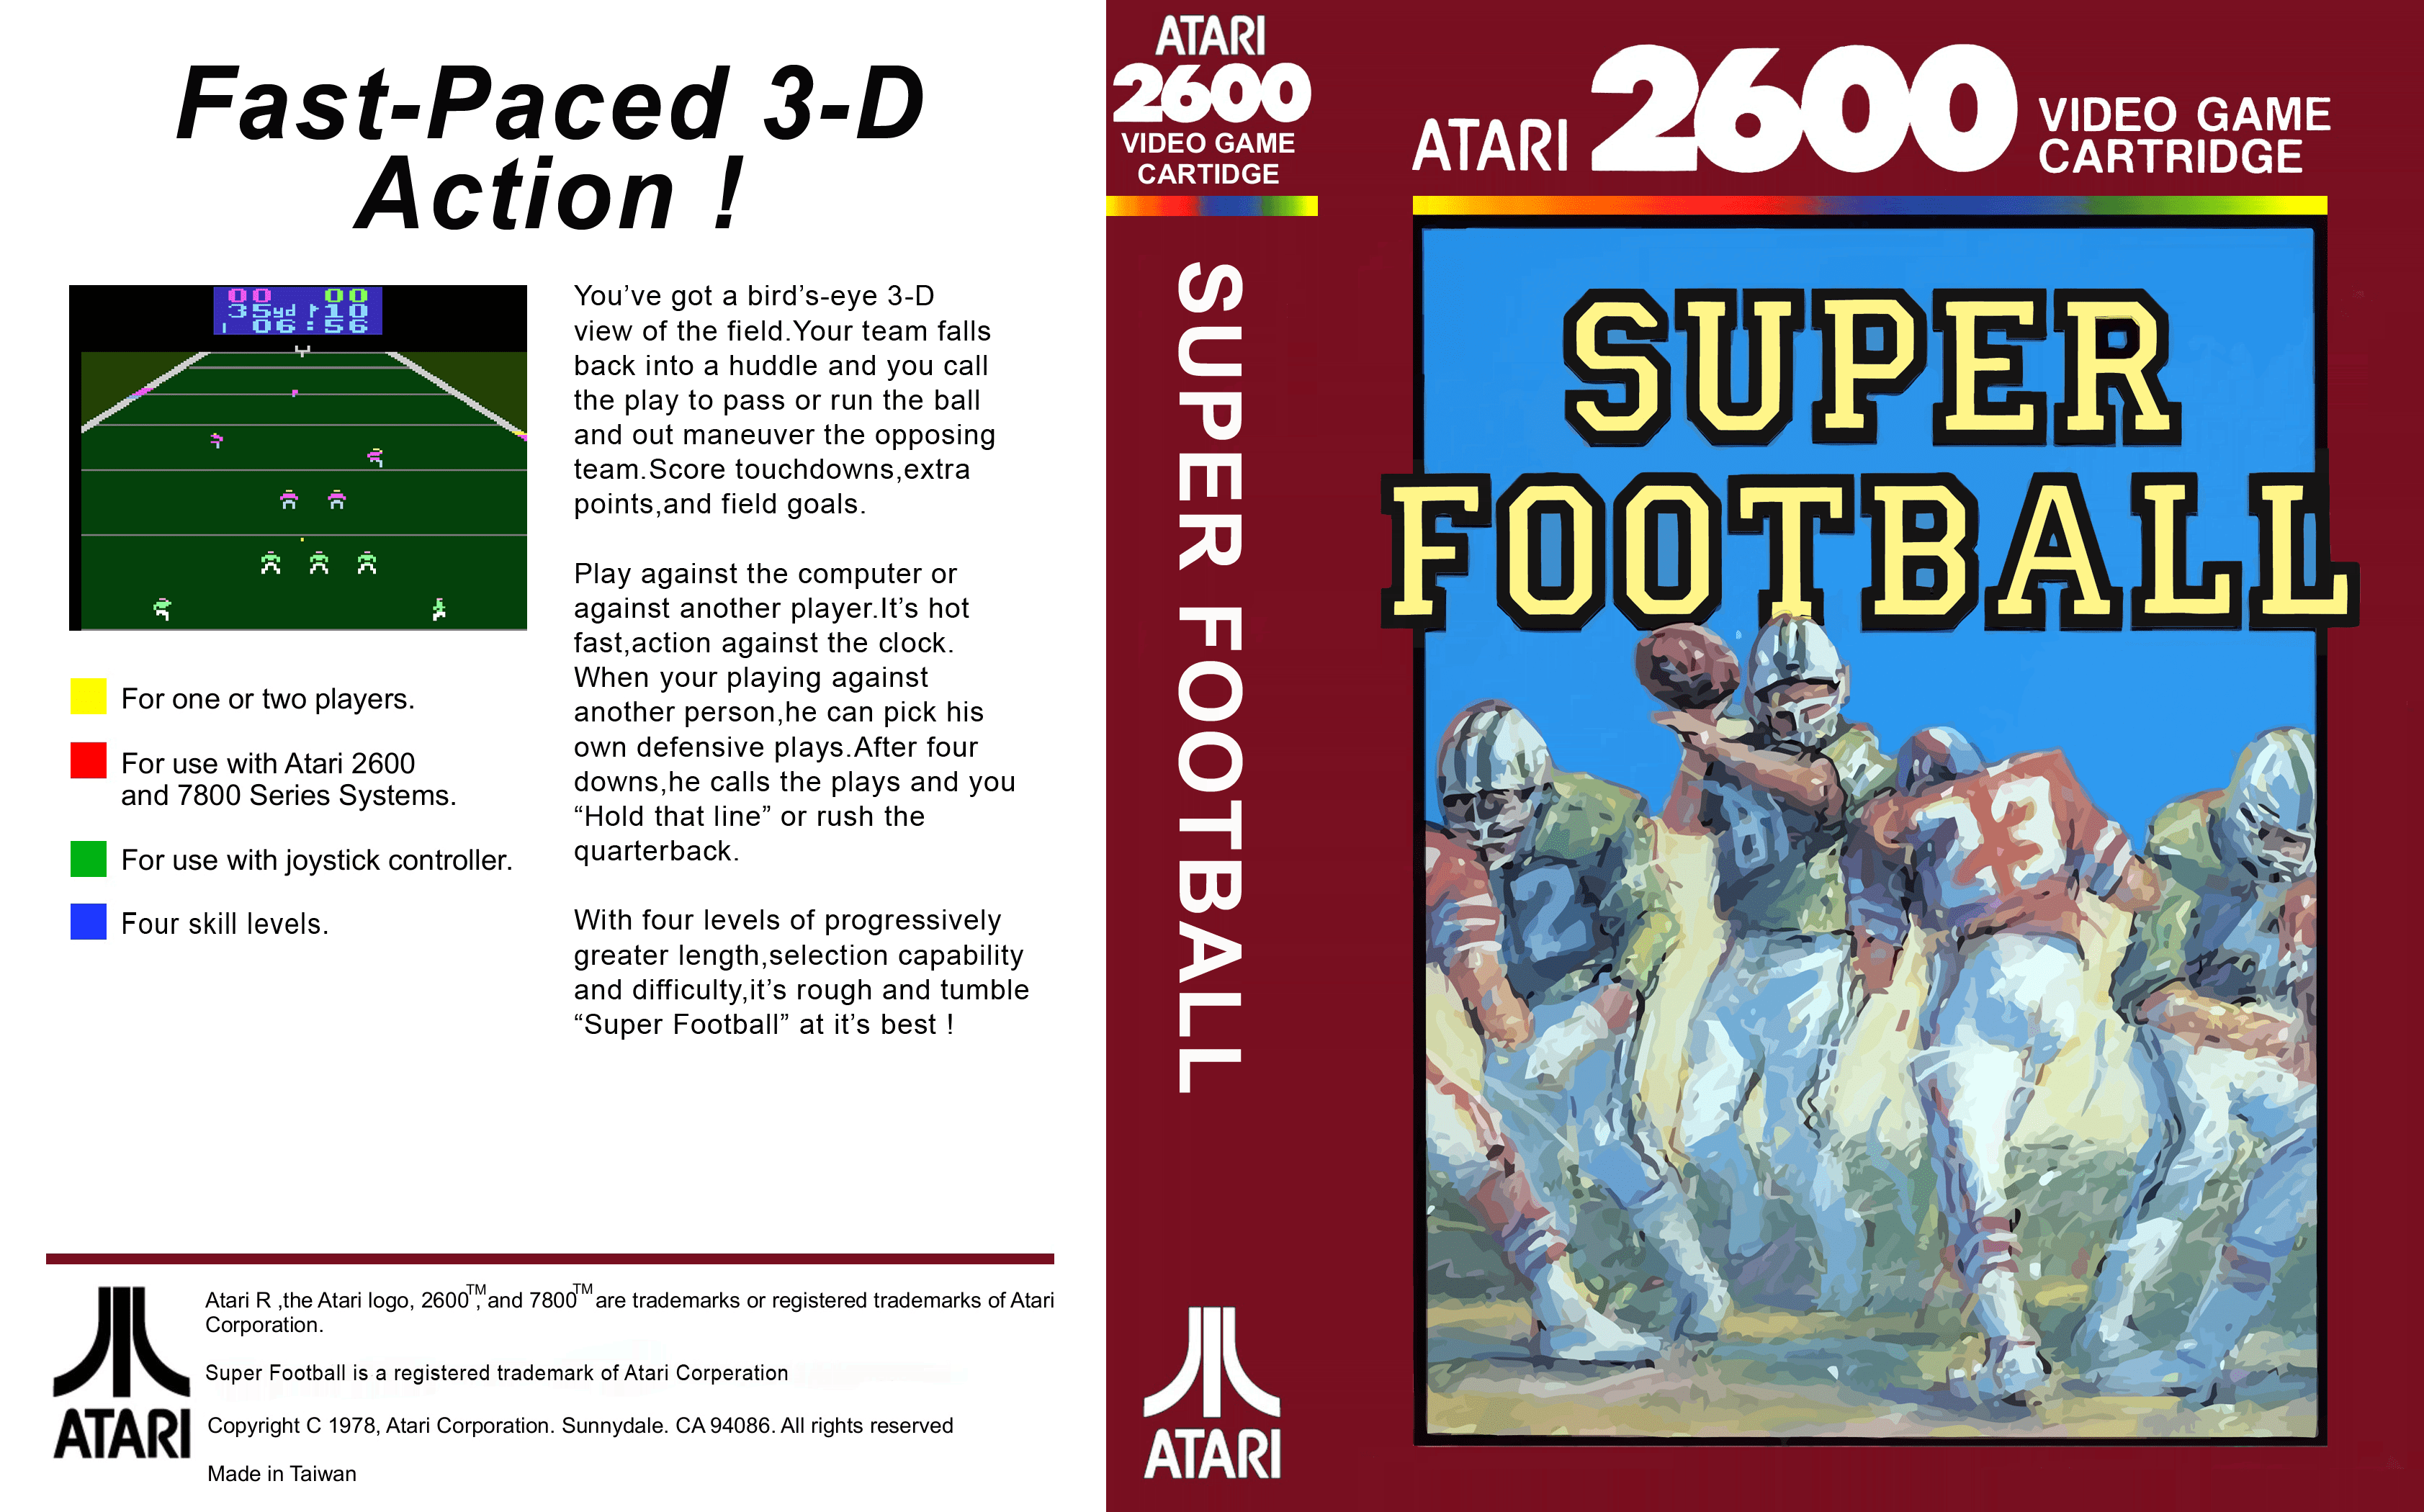 Fast-Paced 3-D
Action !
00 00
35yd 10
06:56
You’ve got a bird’s-eye 3-D
view of the field.Your team falls
back into a huddle and you call
the play to pass or run the ball
and out maneuver the opposing
team.Score touchdowns,extra
points,and field goals.
Play against the computer or
against another player.It’s hot
fast,action against the clock.
When your playing against
another person,he can pick his
own defensive plays.After four
downs,he calls the plays and you
“Hold that line” or rush the
quarterback.
With four levels of progressively
greater length,selection capability
and difficulty,it’s rough and tumble
“Super Football” at it’s best !
For one or two players.
For use with Atari 2600
and 7800 Series Systems.
For use with joystick controller.
Four skill levels.
Atari R ,the Atari logo, 2600™, and 7800™ are trademarks or registered trademarks of Atari
Corporation.
Super Football is a registered trademark of Atari Corperation
Copyright C 1978, Atari Corporation. Sunnydale. CA 94086. All rights reserved
Made in Taiwan
ATARI
ATARI
2600
VIDEO GAME
CARTIDGE
SUPER FOOTBALL
ATARI
ATARI 2600 VIDEO GAME
CARTRIDGE
SUPER
FOOTBALL
2
8
73